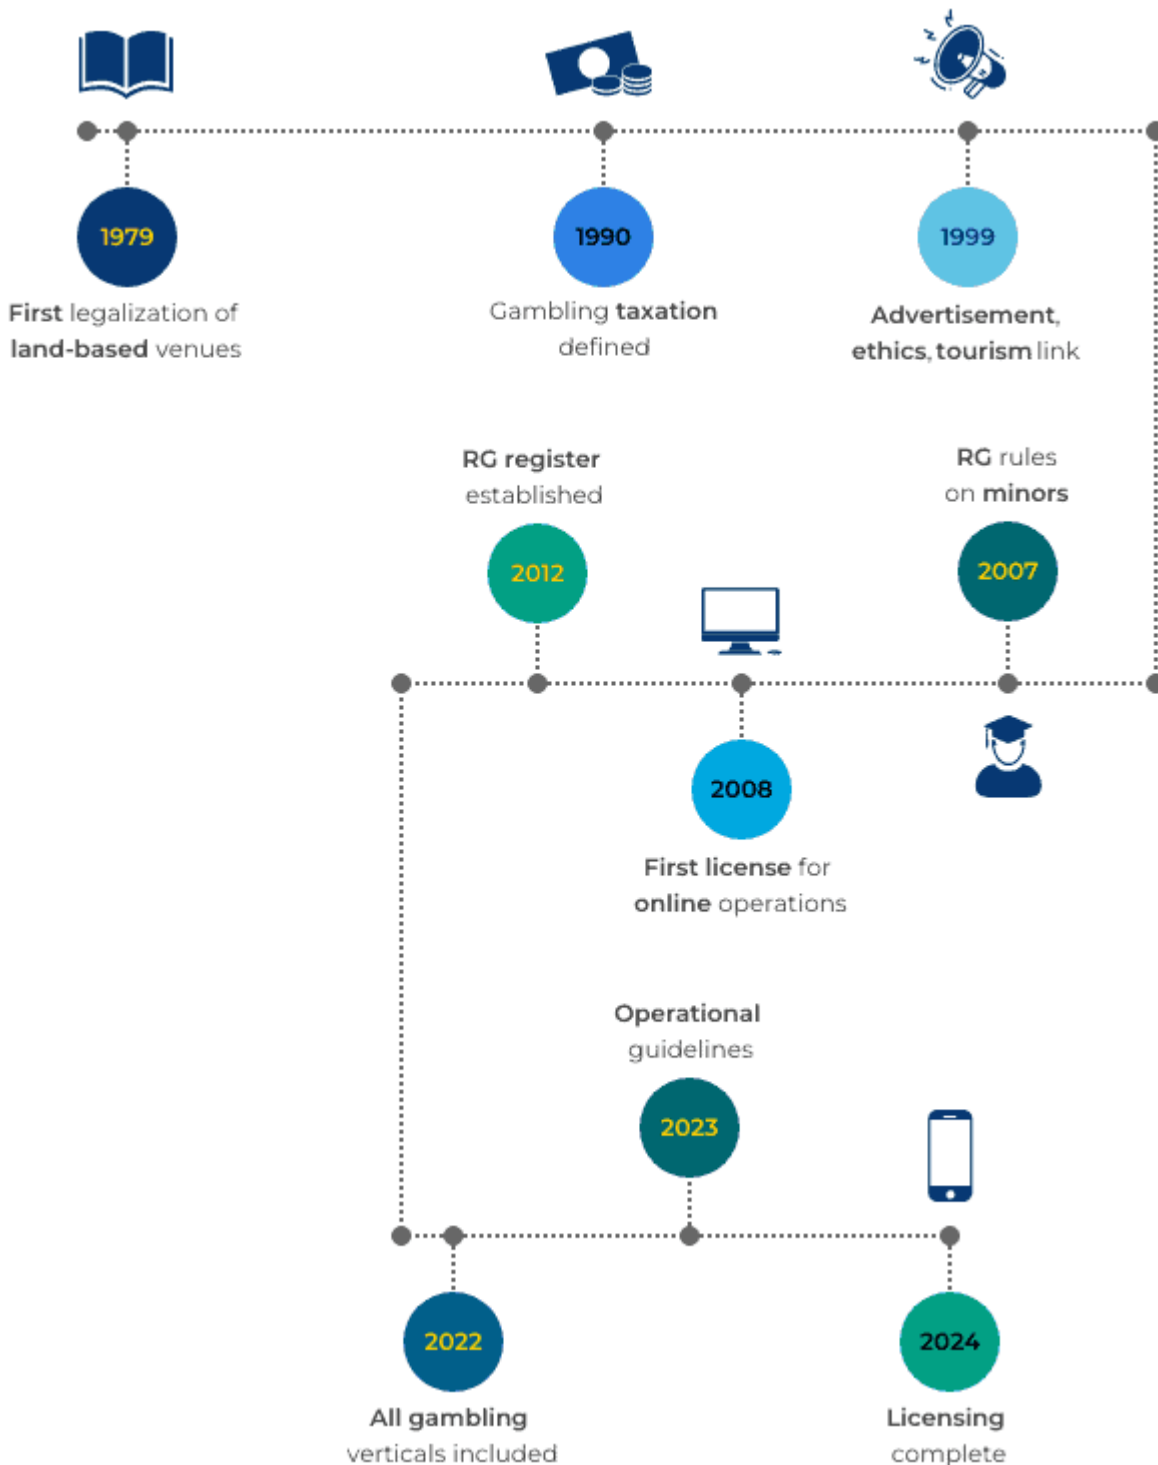 1979
First legalization of
land-based venues
1990
Gambling taxation
defined
1999
Advertisement,
ethics, tourism link
RG rules
on minors
2007
2008
First license for
online operations
RG register
established
2012
2022
All gambling
verticals included
Operational
guidelines
2023
2024
Licensing
complete